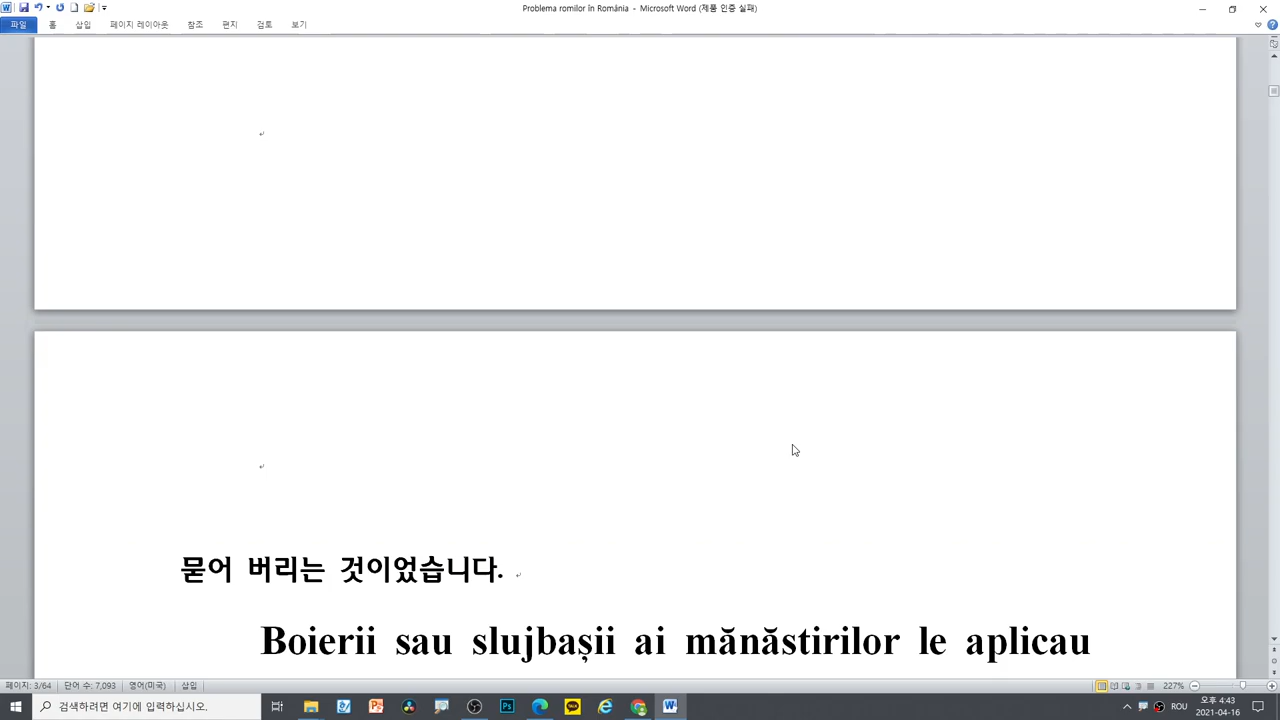 Problema romilor în România - Microsoft Word (제품 인증 실패)
파일 홈 삽입 페이지 레이아웃 참조 편지 검토 보기
묻어 버리는 것이었습니다.
Boierii sau slujbașii ai mănăstirilor le aplicau
페이지: 3/64 단어 수: 7,093 영어(미국) 삽입 227%
검색하려면 여기에 입력하십시오. ROU 오후 4:43
2021-04-16